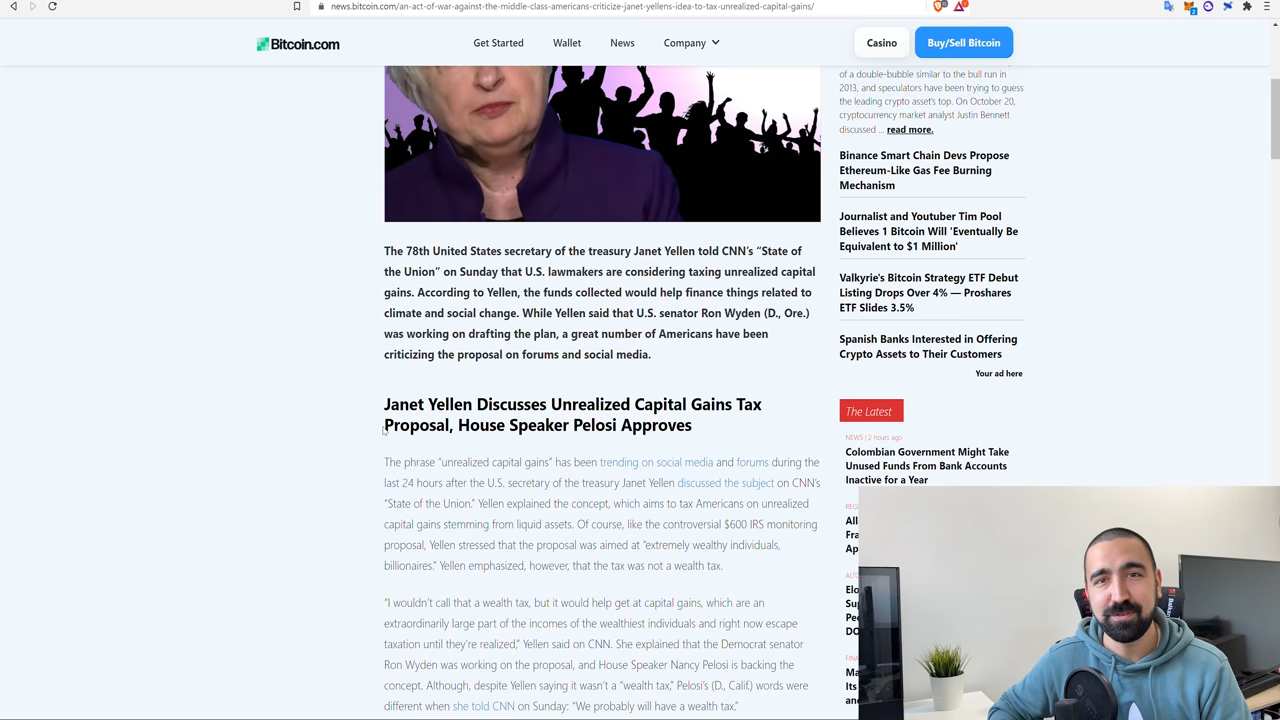 news.bitcoin.com/an-act-of-war-against-the-middle-class-americans-criticize-janet-yellens-idea-to-tax-unrealized-capital-gains/
Bitcoin.com
Get Started
Wallet
News
Company
Casino
Buy/Sell Bitcoin
The 78th United States secretary of the treasury Janet Yellen told CNN’s “State of
the Union” on Sunday that U.S. lawmakers are considering taxing unrealized capital
gains. According to Yellen, the funds collected would help finance things related to
climate and social change. While Yellen said that U.S. senator Ron Wyden (D., Ore.)
was working on drafting the plan, a great number of Americans have been
criticizing the proposal on forums and social media.
Janet Yellen Discusses Unrealized Capital Gains Tax
Proposal, House Speaker Pelosi Approves
The phrase “unrealized capital gains” has been trending on social media and forums during the
last 24 hours after the U.S. secretary of the treasury Janet Yellen discussed the subject on CNN’s
“State of the Union.” Yellen explained the concept, which aims to tax Americans on unrealized
capital gains stemming from liquid assets. Of course, like the controversial $600 IRS monitoring
proposal, Yellen stressed that the proposal was aimed at “extremely wealthy individuals,
billionaires.” Yellen emphasized, however, that the tax was not a wealth tax.
“I wouldn’t call that a wealth tax, but it would help get at capital gains, which are an
extraordinarily large part of the incomes of the wealthiest individuals and right now escape
taxation until they’re realized,” Yellen said on CNN. She explained that the Democrat senator
Ron Wyden was working on the proposal, and House Speaker Nancy Pelosi is backing the
concept. Although, despite Yellen saying it wasn’t a “wealth tax,” Pelosi’s (D., Calif.) words were
different when she told CNN on Sunday: “We probably will have a wealth tax.”
of a double-bubble similar to the bull run in
2013, and speculators have been trying to guess
the leading crypto asset's top. On October 20,
cryptocurrency market analyst Justin Bennett
discussed ... read more.
Binance Smart Chain Devs Propose
Ethereum-Like Gas Fee Burning
Mechanism
Journalist and Youtuber Tim Pool
Believes 1 Bitcoin Will 'Eventually Be
Equivalent to $1 Million'
Valkyrie's Bitcoin Strategy ETF Debut
Listing Drops Over 4% — Proshares
ETF Slides 3.5%
Spanish Banks Interested in Offering
Crypto Assets to Their Customers
Your ad here
The Latest
NEWS | 2 hours ago
Colombian Government Might Take
Unused Funds From Bank Accounts
Inactive for a Year